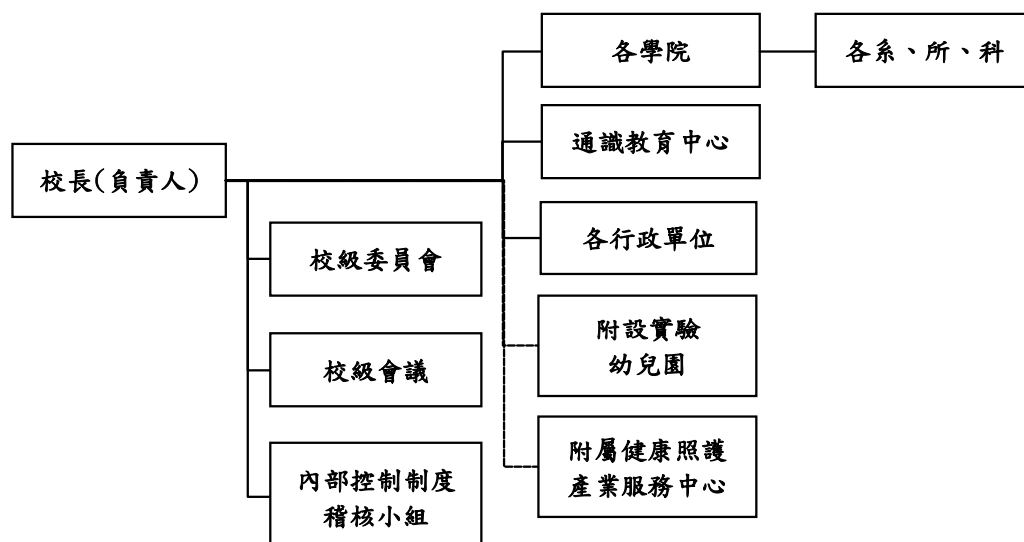 各學院
各系、所、科
通識教育中心
校長(負責人)
各行政單位
校級委員會
附設實驗
幼兒園
校級會議
附屬健康照護
產業服務中心
內部控制制度
稽核小組